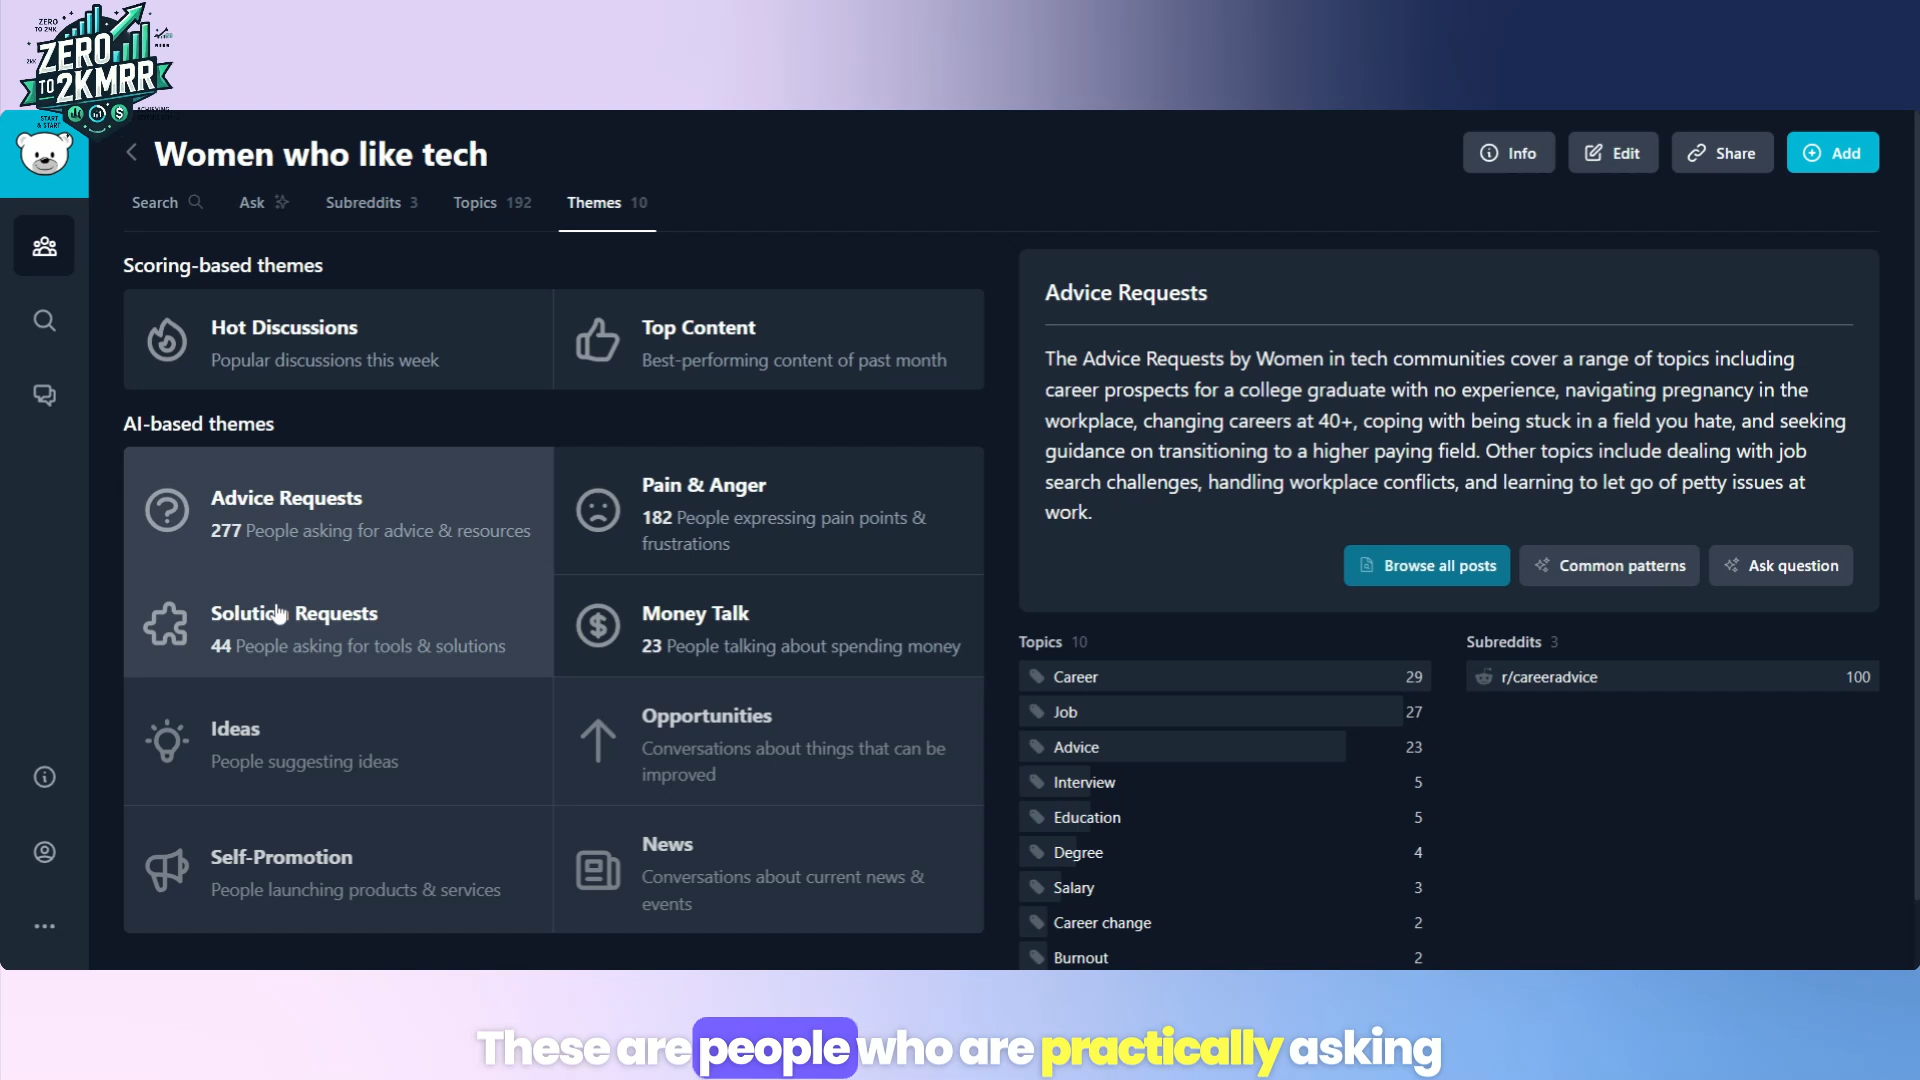 ZERO
TO 2KMRR
START
& START
Women who like tech
Info
Edit
Share
Add
Search
Ask
Subreddits 3
Topics 192
Themes 10
Scoring-based themes
Hot Discussions
Popular discussions this week
Top Content
Best-performing content of past month
AI-based themes
Advice Requests
277 People asking for advice & resources
Pain & Anger
182 People expressing pain points &
frustrations
Solution Requests
44 People asking for tools & solutions
Money Talk
23 People talking about spending money
Ideas
People suggesting ideas
Opportunities
Conversations about things that can be
improved
Self-Promotion
People launching products & services
News
Conversations about current news &
events
Advice Requests
The Advice Requests by Women in tech communities cover a range of topics including
career prospects for a college graduate with no experience, navigating pregnancy in the
workplace, changing careers at 40+, coping with being stuck in a field you hate, and seeking
guidance on transitioning to a higher paying field. Other topics include dealing with job
search challenges, handling workplace conflicts, and learning to let go of petty issues at
work.
Browse all posts
Common patterns
Ask question
Topics 10
Career 29
Job 27
Advice 23
Interview 5
Education 5
Degree 4
Salary 3
Career change 2
Burnout 2
Subreddits 3
r/careeradvice 100
These are people who are practically asking